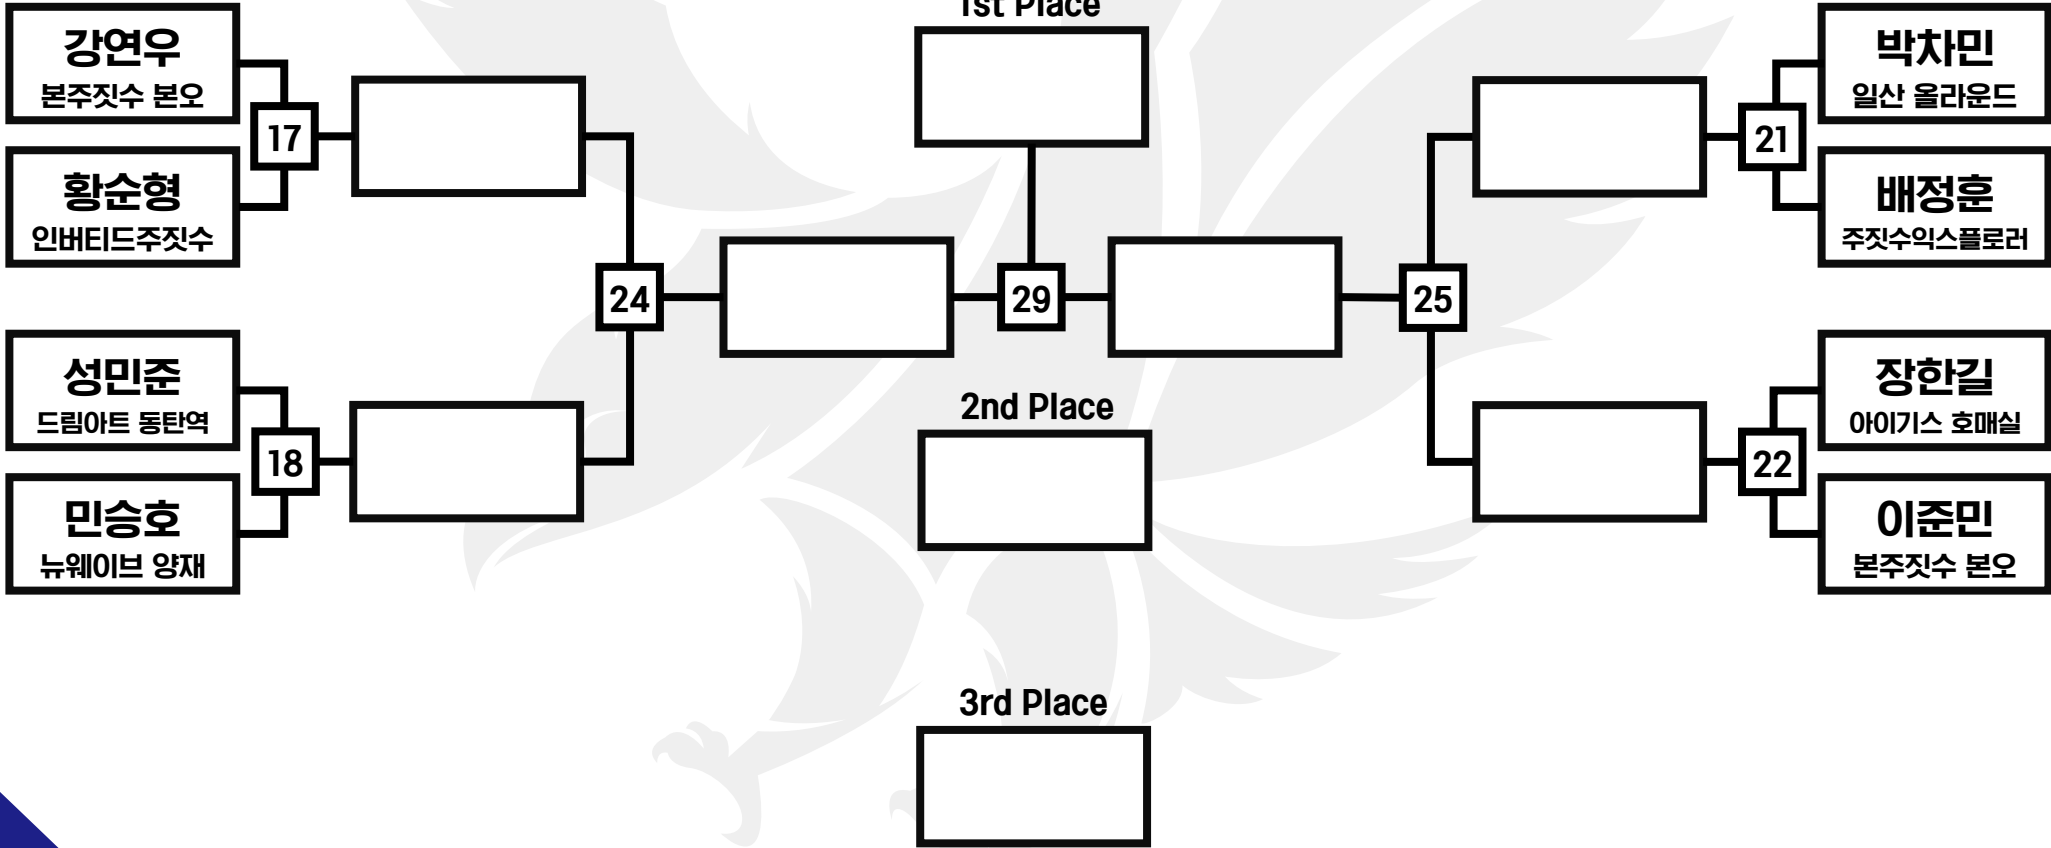 1st Place
강연우
본주짓수 본오
17
황순형
인버티드주짓수
성민준
드림아트 동탄역
18
민승호
뉴웨이브 양재
24
29
25
박차민
일산 올라운드
21
배정훈
주짓수익스플로러
장한길
아이기스 호매실
22
이준민
본주짓수 본오
2nd Place
3rd Place